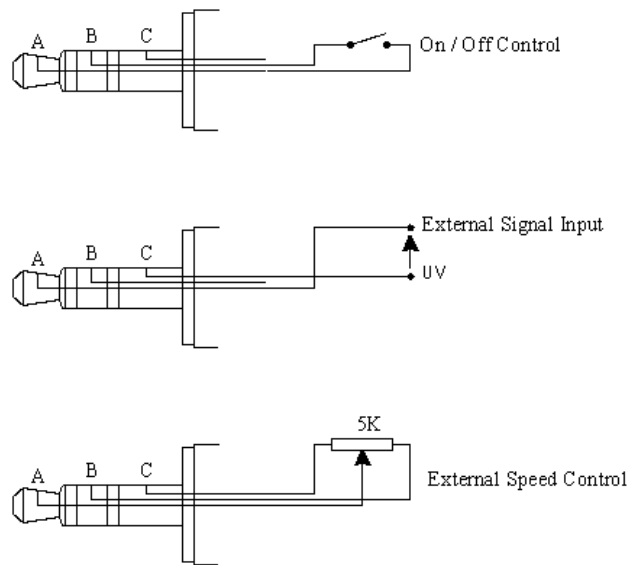 A B C On / Off Control
A B C External Signal Input
0V
5K
A B C External Speed Control